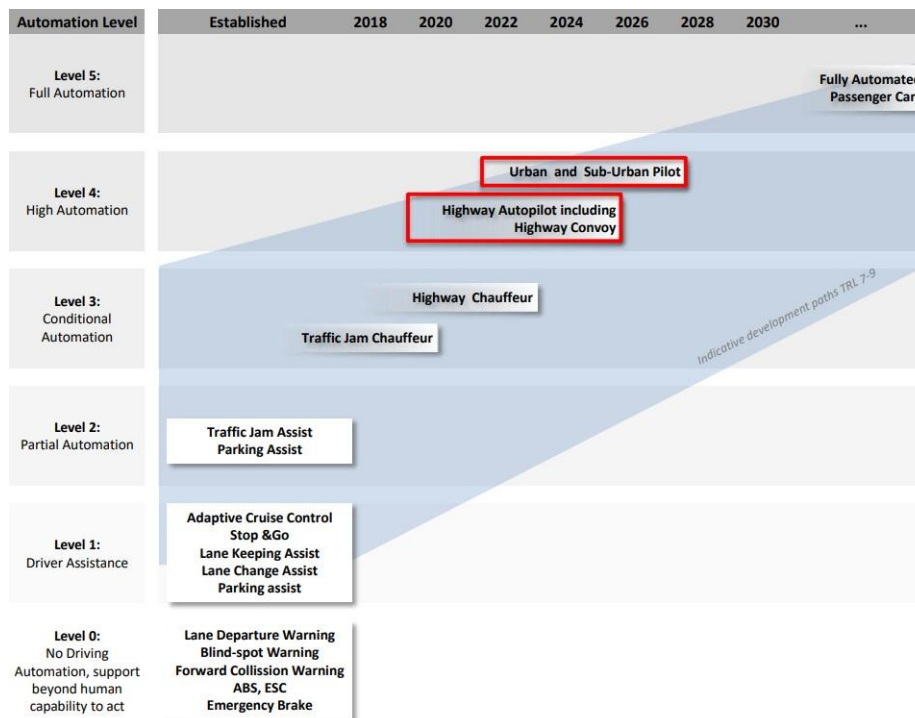 Automation Level Established 2018 2020 2022 2024 2026 2028 2030 ...
Level 5:
Full Automation
Fully Automated
Passenger Car
Level 4:
High Automation
Urban and Sub-Urban Pilot
Highway Autopilot including
Highway Convoy
Level 3:
Conditional
Automation
Highway Chauffeur
Traffic Jam Chauffeur
Indicative development paths TRL 7-9
Level 2:
Partial Automation
Traffic Jam Assist
Parking Assist
Level 1:
Driver Assistance
Adaptive Cruise Control
Stop &Go
Lane Keeping Assist
Lane Change Assist
Parking assist
Level 0:
No Driving
Automation, support
beyond human
capability to act
Lane Departure Warning
Blind-spot Warning
Forward Collission Warning
ABS, ESC
Emergency Brake